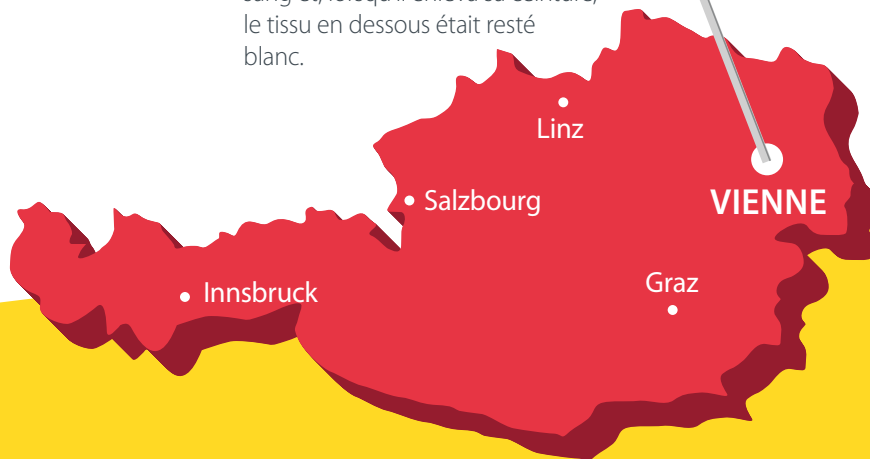 le tissu en dessous était resté
blanc.
Linz
Salzbourg
VIENNE
Innsbruck
Graz